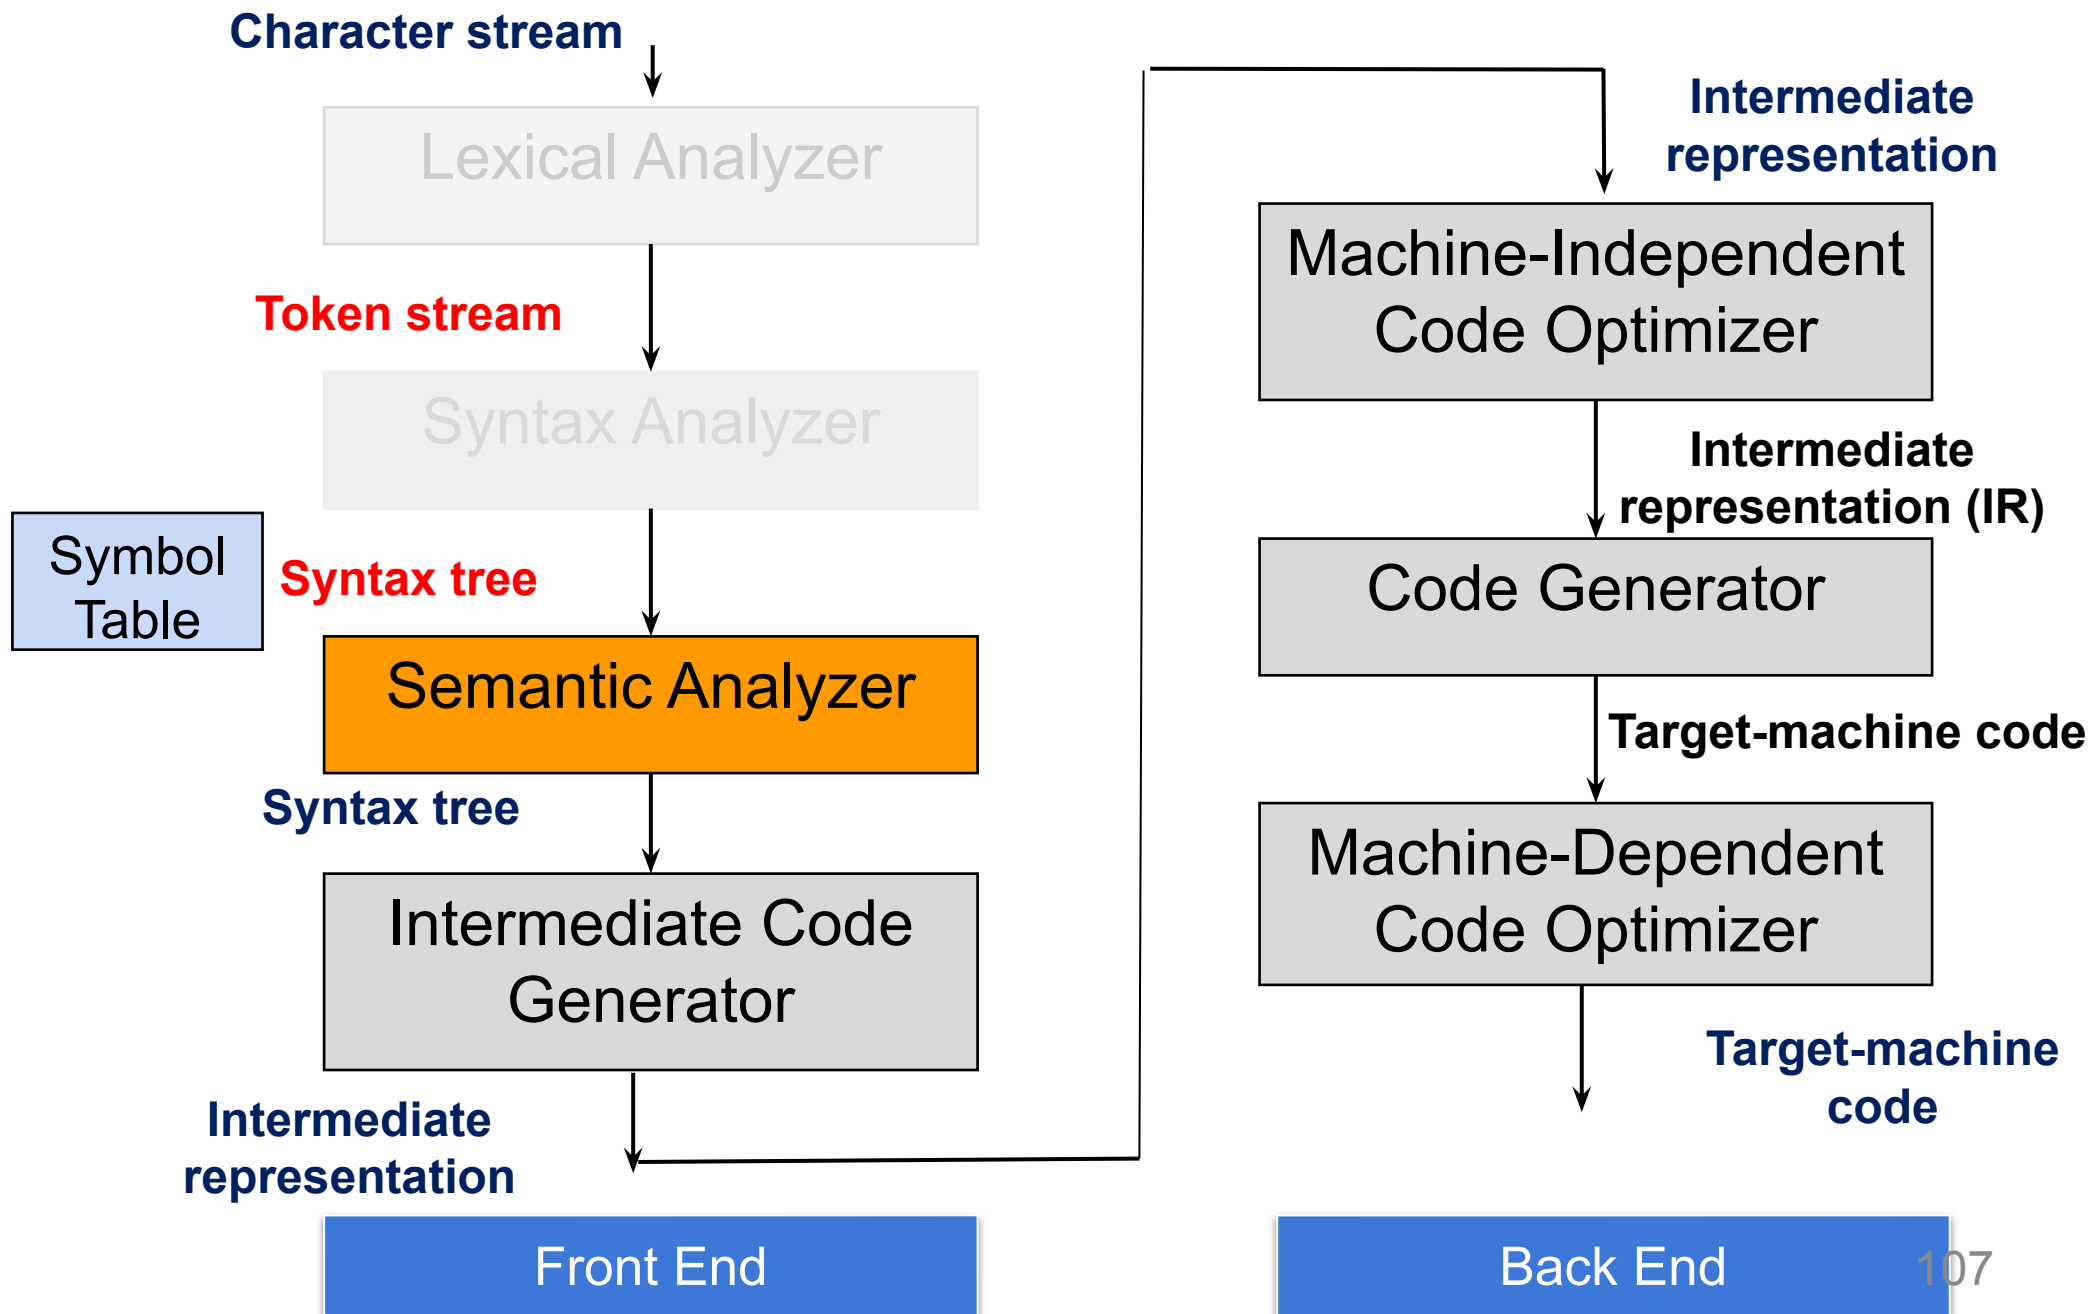 Character stream
Lexical Analyzer
Token stream
Syntax Analyzer
Symbol
Table
Syntax tree
Semantic Analyzer
Syntax tree
Intermediate Code
Generator
Intermediate
representation
Front End
Intermediate
representation
Machine-Independent
Code Optimizer
Intermediate
representation (IR)
Code Generator
Target-machine code
Machine-Dependent
Code Optimizer
Target-machine
code
Back End
107